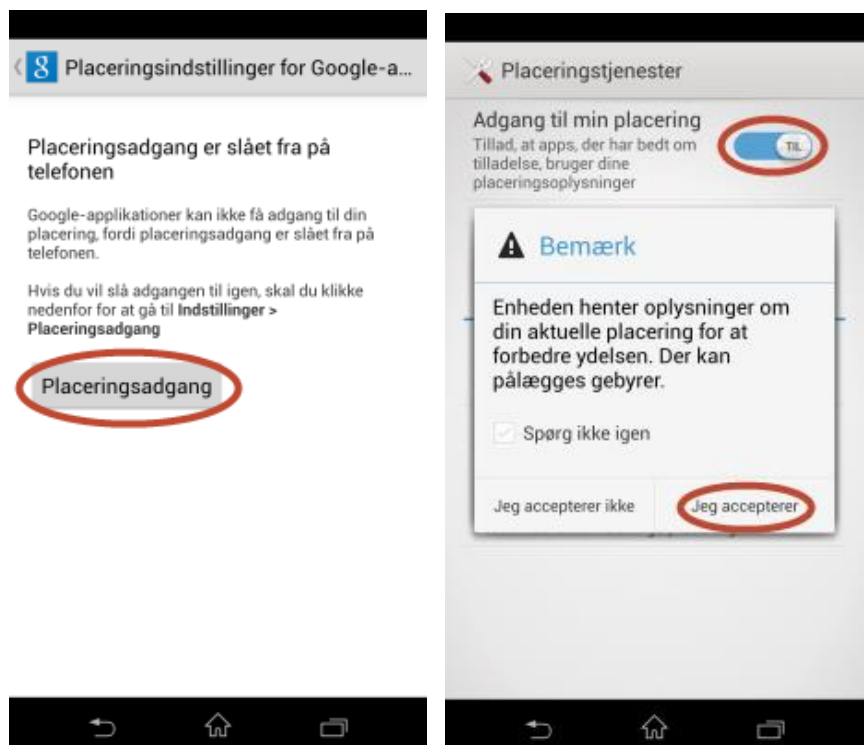 Placeringsindstillinger for Google-a...
Placeringsadgang er slået fra på
telefonen
Google-applikationer kan ikke få adgang til din
placering, fordi placeringsadgang er slået fra på
telefonen.
Hvis du vil slå adgangen til igen, skal du klikke
nedenfor for at gå til Indstillinger >
Placeringsadgang
Placeringsadgang
Placeringstjenester
Adgang til min placering
Tillad, at apps, der har bedt om
tilladelse, bruger dine
placeringsoplysninger
TIL
Bemærk
Enheden henter oplysninger om
din aktuelle placering for at
forbedre ydelsen. Der kan
pålægges gebyrer.
Spørg ikke igen
Jeg accepterer ikke
Jeg accepterer